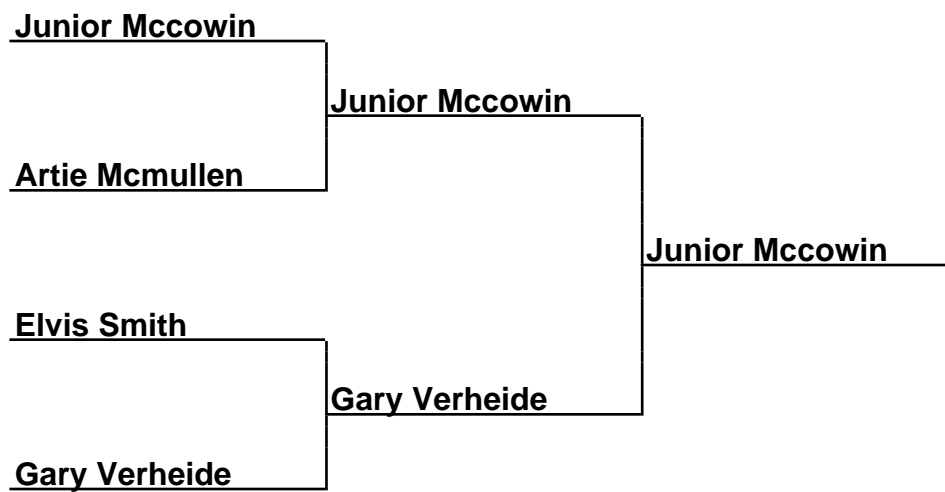 Junior Mccowin
Junior Mccowin
Artie Mcmullen
Junior Mccowin
Elvis Smith
Gary Verheide
Gary Verheide